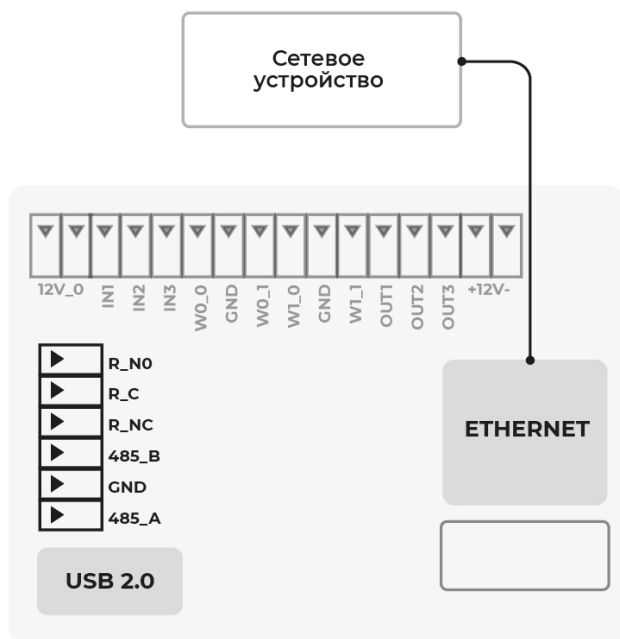 Сетевое
устройство
12V_0
IN1
IN2
IN3
W0_0
GND
W0_1
W1_0
GND
W1_1
OUT1
OUT2
OUT3
+12V-
R_N0
R_C
R_NC
485_B
GND
485_A
ETHERNET
USB 2.0